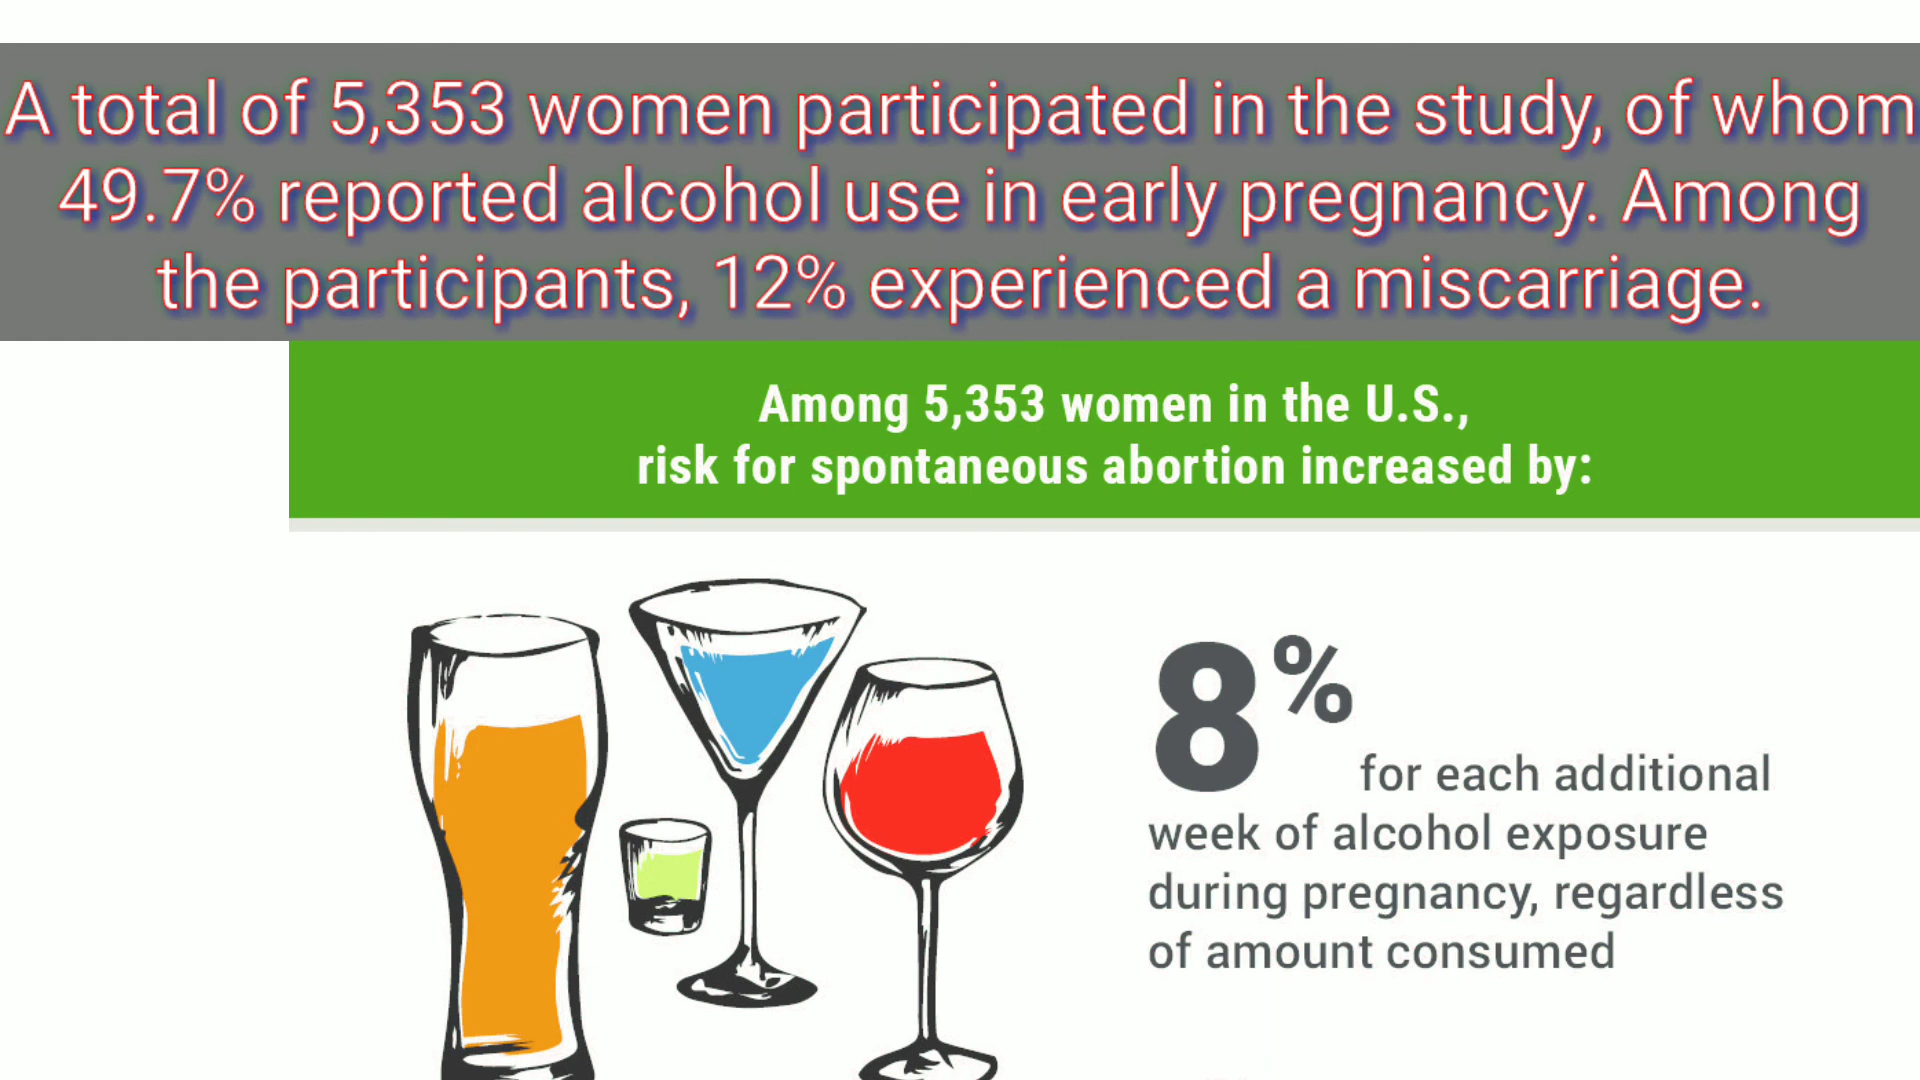 A total of 5,353 women participated in the study, of whom
49.7% reported alcohol use in early pregnancy. Among
the participants, 12% experienced a miscarriage.
Among 5,353 women in the U.S.,
risk for spontaneous abortion increased by:
8%
for each additional
week of alcohol exposure
during pregnancy, regardless
of amount consumed